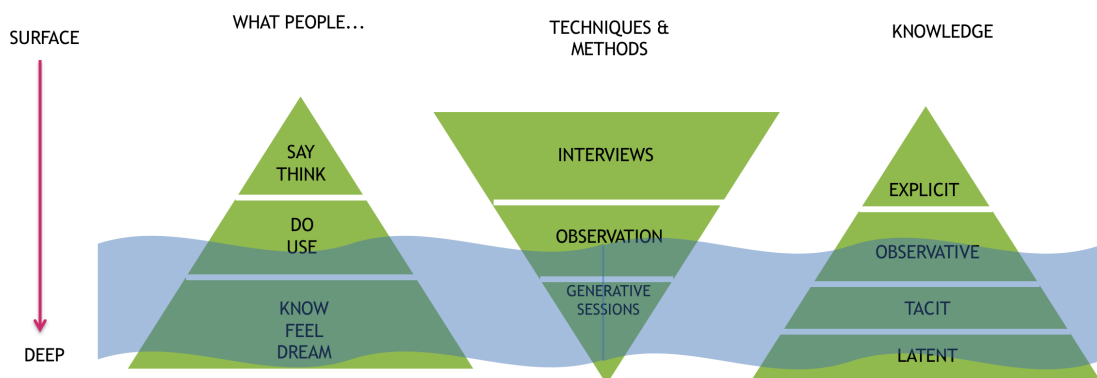 SURFACE
DEEP
WHAT PEOPLE...
SAY
THINK
DO
USE
KNOW
FEEL
DREAM
TECHNIQUES &
METHODS
INTERVIEWS
OBSERVATION
GENERATIVE
SESSIONS
KNOWLEDGE
EXPLICIT
OBSERVATIVE
TACIT
LATENT